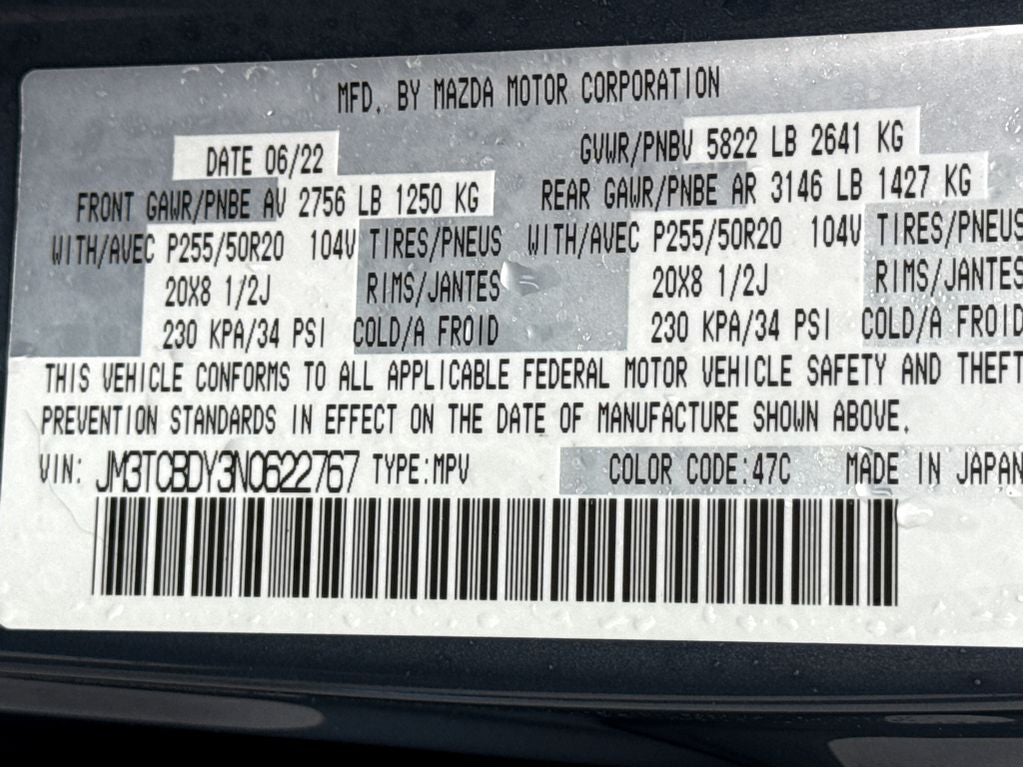 MFD. BY MAZDA MOTOR CORPORATION
DATE 06/22 GVWR/PNBV 5822 LB 2641 KG
FRONT GAWR/PNBE AV 2756 LB 1250 KG REAR GAWR/PNBE AR 3146 LB 1427 KG
WITH/AVEC P255/50R20 104V TIRES/PNEUS WITH/AVEC P255/50R20 104V TIRES/PNEUS
20X8 1/2J RIMS/JANTES 20X8 1/2J RIMS/JANTES
230 KPA/34 PSI COLD/A FROID 230 KPA/34 PSI COLD/A FROID
THIS VEHICLE CONFORMS TO ALL APPLICABLE FEDERAL MOTOR VEHICLE SAFETY AND THEFT
PREVENTION STANDARDS IN EFFECT ON THE DATE OF MANUFACTURE SHOWN ABOVE.
VIN: JM3TCBDY3N0622767 TYPE:MPV COLOR CODE:47C MADE IN JAPAN